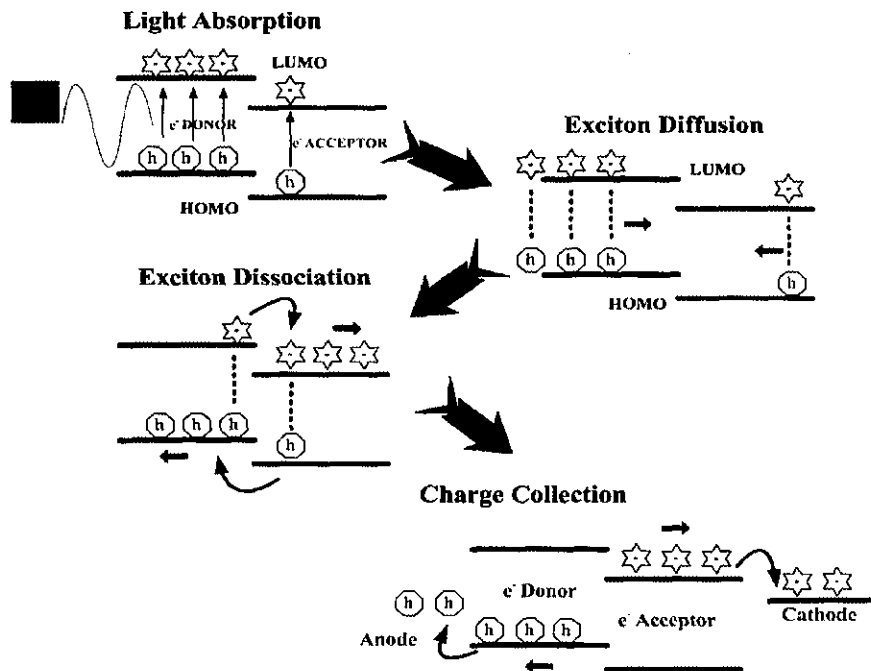 Light Absorption
LUMO
e- DONOR
e- ACCEPTOR
h h h
h
HOMO
Exciton Diffusion
LUMO
h h h
h
HOMO
Exciton Dissociation
h h h
h
Charge Collection
e- Donor
e- Acceptor
h h
h h h
Anode
Cathode